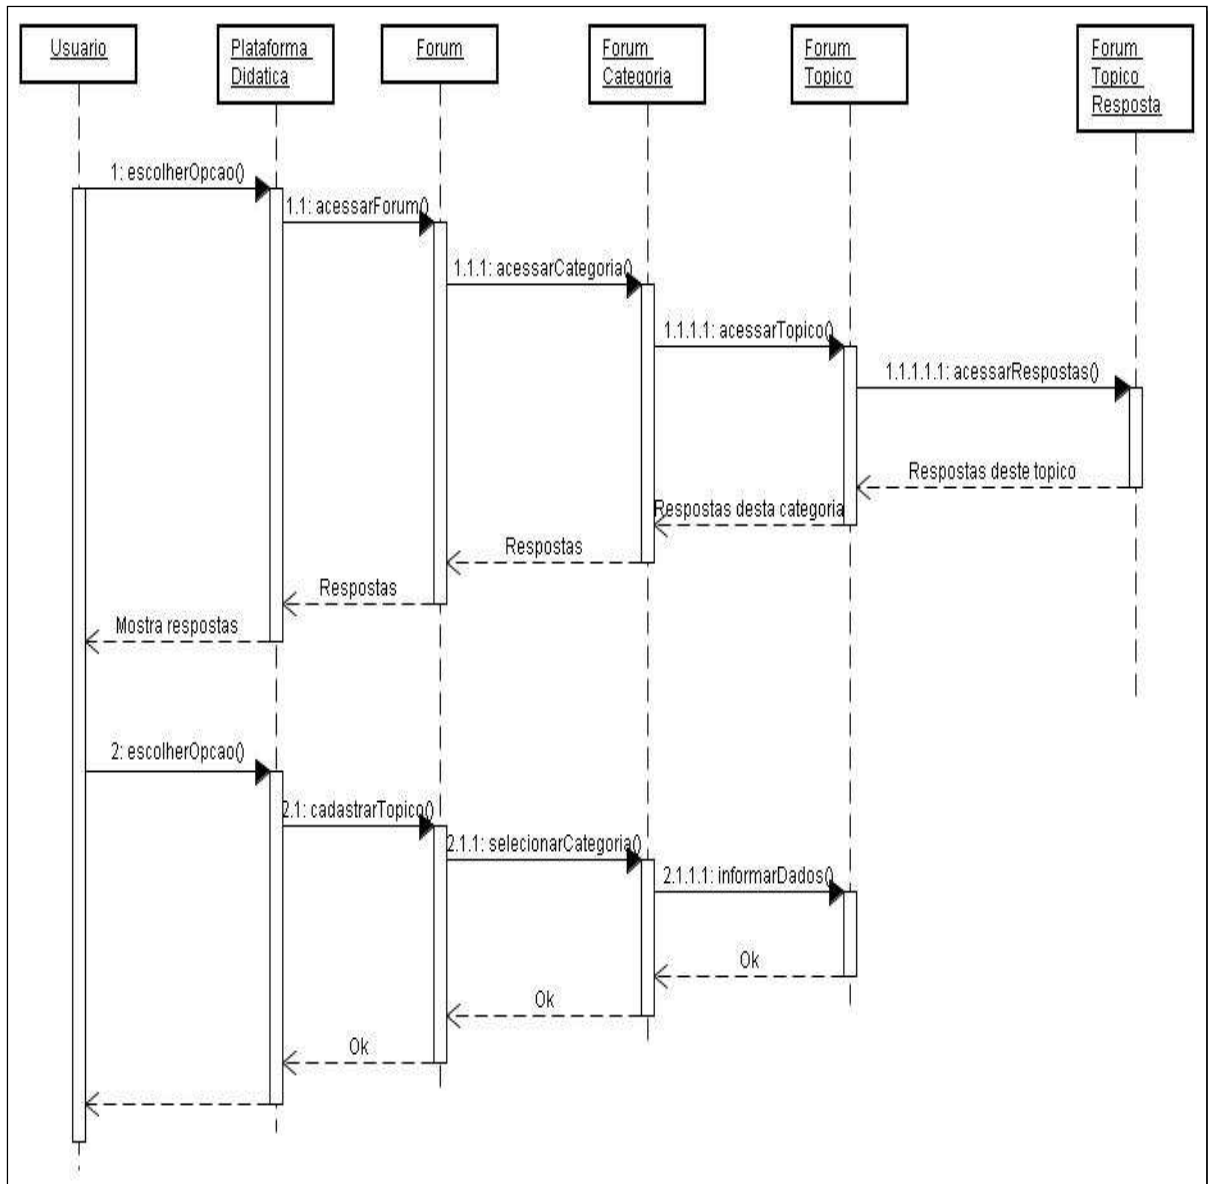 Usuario
Plataforma
Didatica
Forum
Forum
Categoria
Forum
Topico
Forum
Topico
Resposta
1: escolherOpcao()
1.1: acessarForum()
1.1.1: acessarCategoria()
1.1.1.1: acessarTopico()
1.1.1.1.1: acessarRespostas()
Respostas deste topico
Respostas desta categoria
Respostas
Respostas
Mostra respostas
2: escolherOpcao()
2.1: cadastrarTopico()
2.1.1: selecionarCategoria()
2.1.1.1: informarDados()
Ok
Ok
Ok